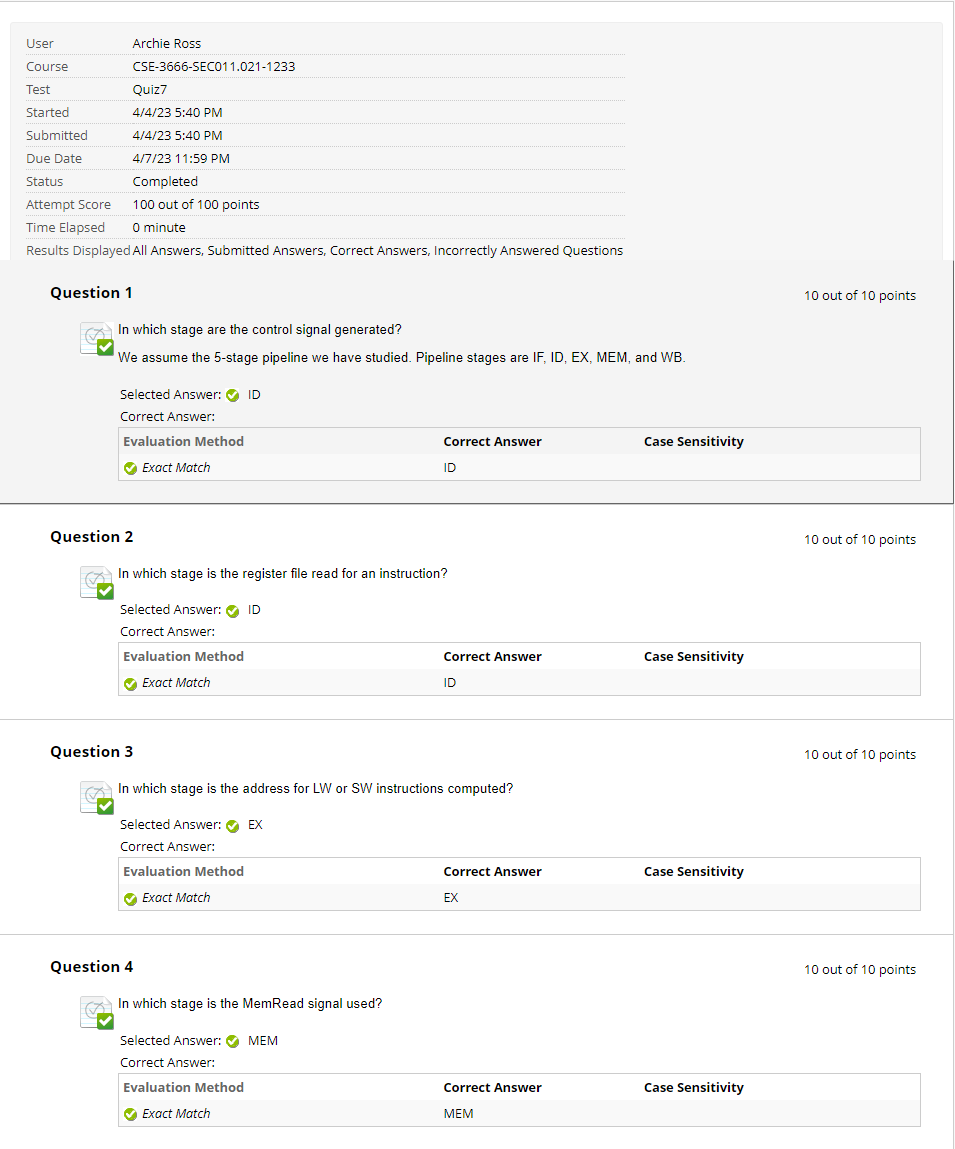 User Archie Ross
Course CSE-3666-SEC011.021-1233
Test Quiz7
Started 4/4/23 5:40 PM
Submitted 4/4/23 5:40 PM
Due Date 4/7/23 11:59 PM
Status Completed
Attempt Score 100 out of 100 points
Time Elapsed 0 minute
Results Displayed All Answers, Submitted Answers, Correct Answers, Incorrectly Answered Questions
Question 1 10 out of 10 points
In which stage are the control signal generated?
We assume the 5-stage pipeline we have studied. Pipeline stages are IF, ID, EX, MEM, and WB.
Selected Answer: ID
Correct Answer:
Evaluation Method Correct Answer Case Sensitivity
Exact Match ID
Question 2 10 out of 10 points
In which stage is the register file read for an instruction?
Selected Answer: ID
Correct Answer:
Evaluation Method Correct Answer Case Sensitivity
Exact Match ID
Question 3 10 out of 10 points
In which stage is the address for LW or SW instructions computed?
Selected Answer: EX
Correct Answer:
Evaluation Method Correct Answer Case Sensitivity
Exact Match EX
Question 4 10 out of 10 points
In which stage is the MemRead signal used?
Selected Answer: MEM
Correct Answer:
Evaluation Method Correct Answer Case Sensitivity
Exact Match MEM